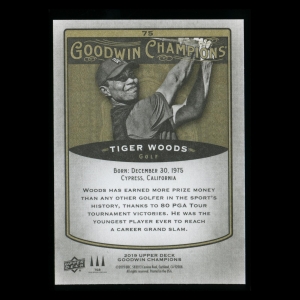 75
GOODWIN CHAMPIONS
TIGER WOODS
GOLF
BORN: DECEMBER 30, 1975
CYPRESS, CALIFORNIA
WOODS HAS EARNED MORE PRIZE MONEY
THAN ANY OTHER GOLFER IN THE SPORT'S
HISTORY, THANKS TO 80 PGA TOUR
TOURNAMENT VICTORIES. HE WAS THE
YOUNGEST PLAYER EVER TO REACH
A CAREER GRAND SLAM.
2019 UPPER DECK
GOODWIN CHAMPIONS